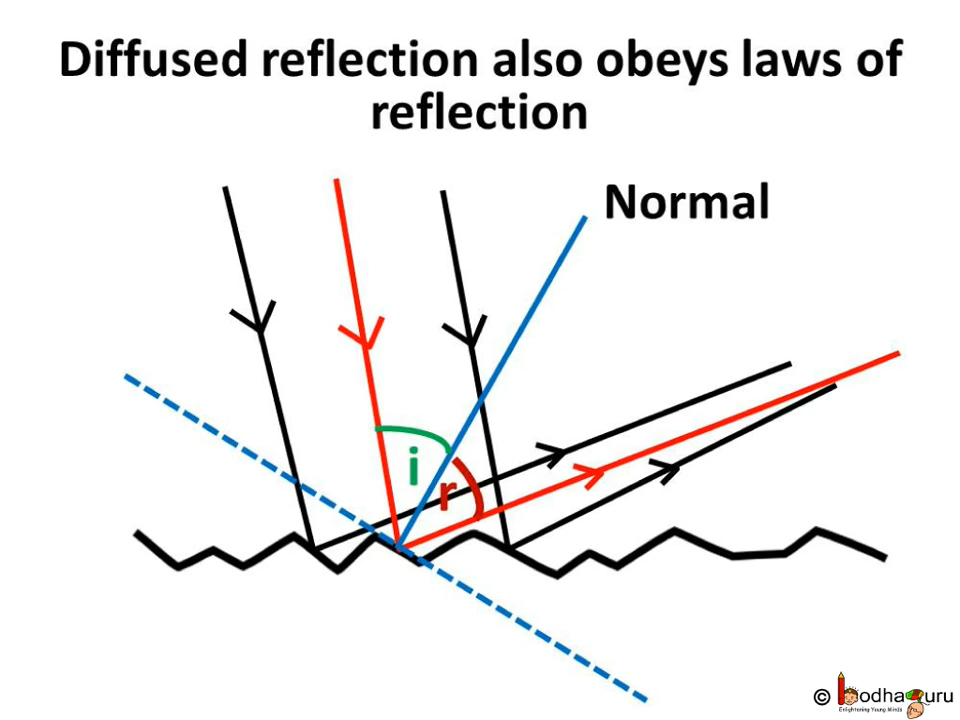 Diffused reflection also obeys laws of
reflection
Normal
i
r
© bodhaguru
Enlightening Young Minds